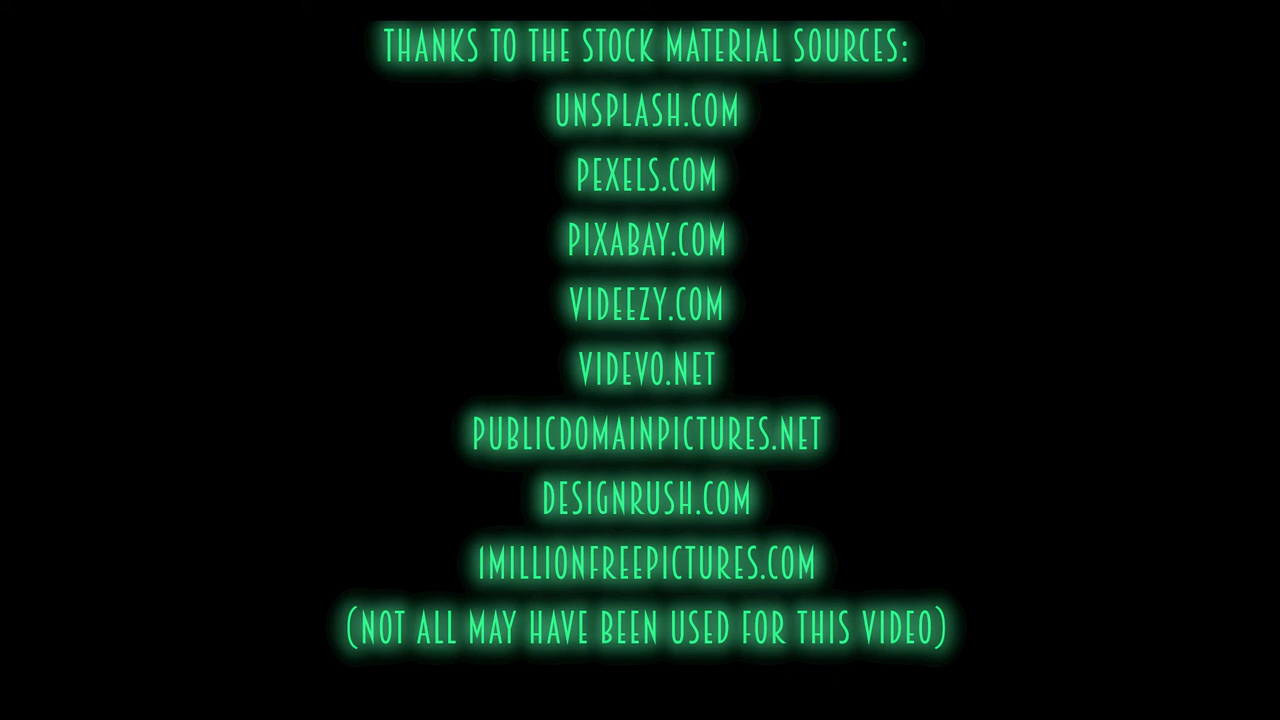 THANKS TO THE STOCK MATERIAL SOURCES:
UNSPLASH.COM
PEXELS.COM
PIXABAY.COM
VIDEEZY.COM
VIDEVO.NET
PUBLICDOMAINPICTURES.NET
DESIGNRUSH.COM
1MILLIONFREEPICTURES.COM
(NOT ALL MAY HAVE BEEN USED FOR THIS VIDEO)